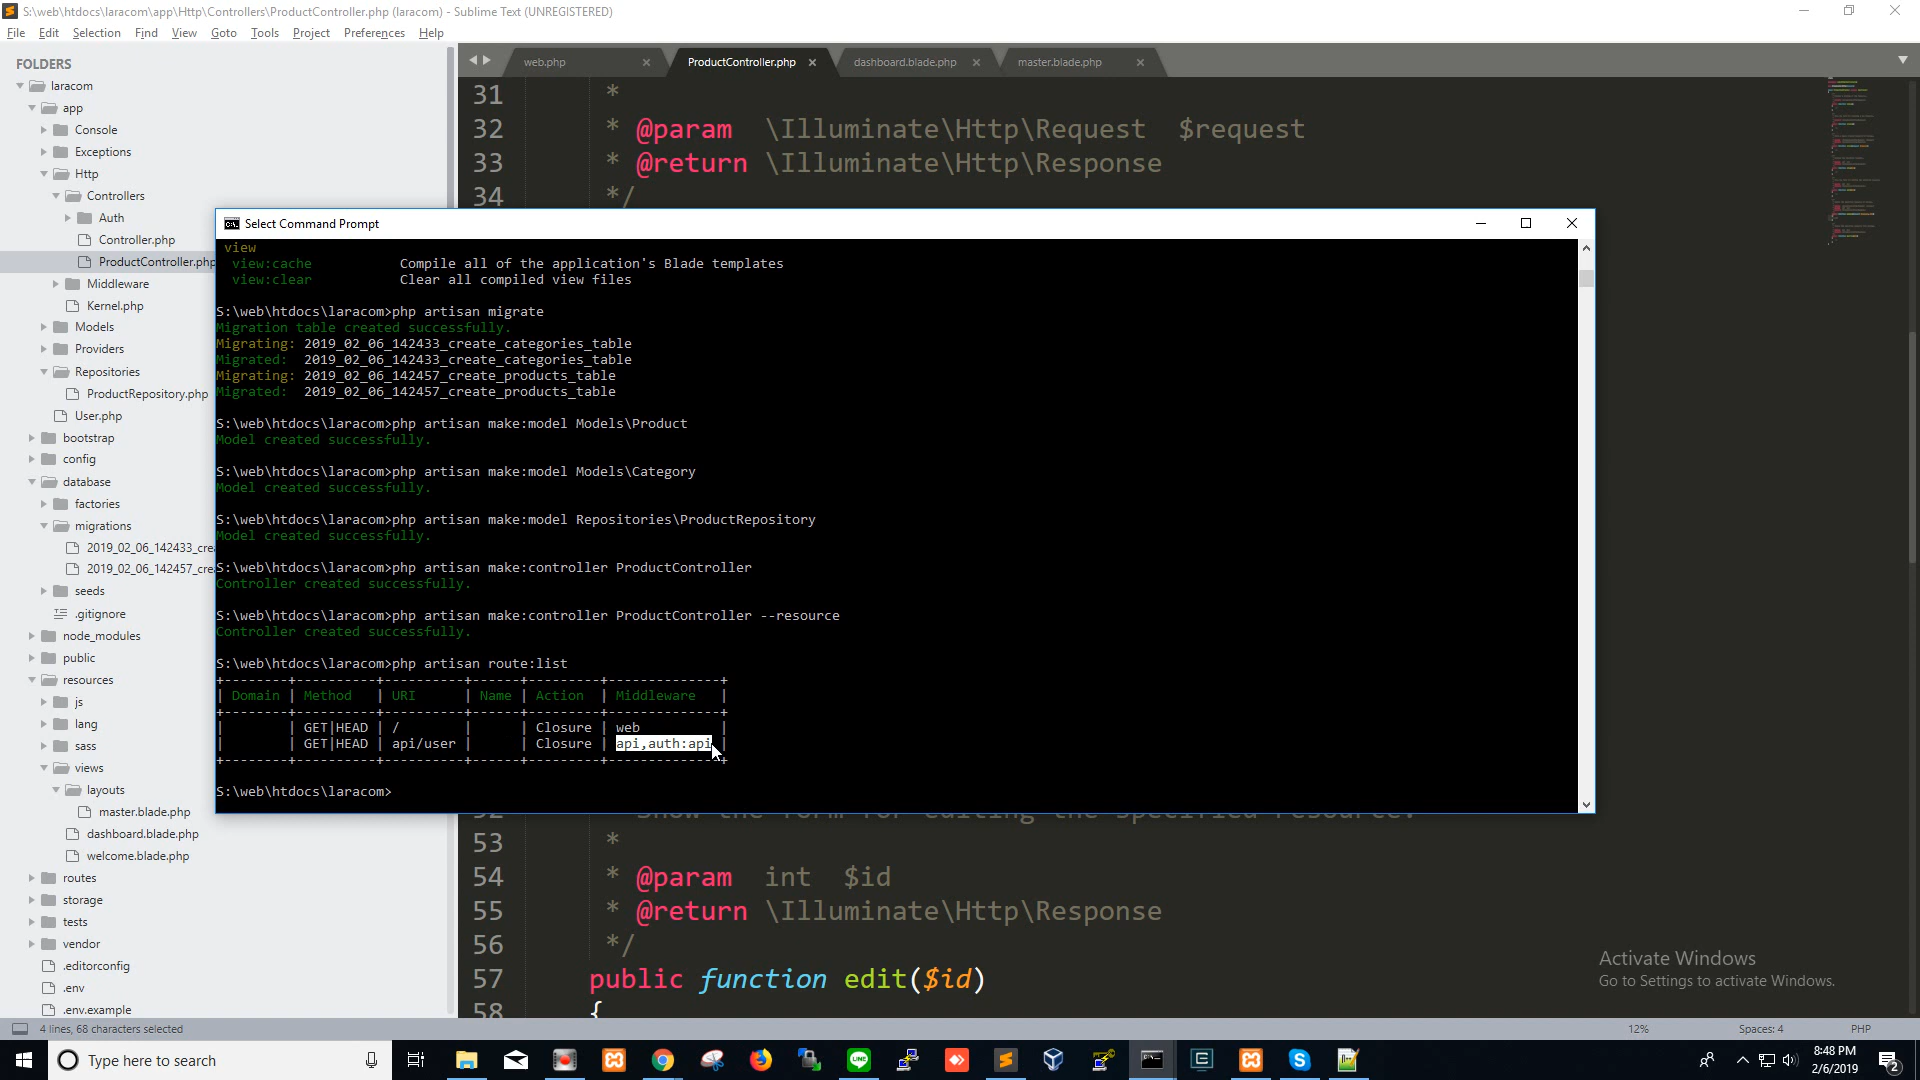 S:\web\htdocs\laracom\app\Http\Controllers\ProductController.php (laracom) - Sublime Text (UNREGISTERED)
File Edit Selection Find View Goto Tools Project Preferences Help
FOLDERS
laracom
app
Console
Exceptions
Http
Controllers
Auth
Controller.php
ProductController.php
Middleware
Kernel.php
Models
Providers
Repositories
ProductRepository.php
User.php
bootstrap
config
database
factories
migrations
2019_02_06_142433_cre
2019_02_06_142457_cre
seeds
.gitignore
node_modules
public
resources
js
lang
sass
views
layouts
master.blade.php
dashboard.blade.php
welcome.blade.php
routes
storage
tests
vendor
.editorconfig
.env
.env.example
web.php ProductController.php dashboard.blade.php master.blade.php
31 *
32 * @param \Illuminate\Http\Request $request
33 * @return \Illuminate\Http\Response
34 */
Select Command Prompt
view
view:cache Compile all of the application's Blade templates
view:clear Clear all compiled view files
S:\web\htdocs\laracom>php artisan migrate
Migration table created successfully.
Migrating: 2019_02_06_142433_create_categories_table
Migrated: 2019_02_06_142433_create_categories_table
Migrating: 2019_02_06_142457_create_products_table
Migrated: 2019_02_06_142457_create_products_table
S:\web\htdocs\laracom>php artisan make:model Models\Product
Model created successfully.
S:\web\htdocs\laracom>php artisan make:model Models\Category
Model created successfully.
S:\web\htdocs\laracom>php artisan make:model Repositories\ProductRepository
Model created successfully.
S:\web\htdocs\laracom>php artisan make:controller ProductController
Controller created successfully.
S:\web\htdocs\laracom>php artisan make:controller ProductController --resource
Controller created successfully.
S:\web\htdocs\laracom>php artisan route:list
+--------+----------+----------+------+---------+--------------+
| Domain | Method | URI | Name | Action | Middleware |
+--------+----------+----------+------+---------+--------------+
| | GET|HEAD | / | | Closure | web |
| | GET|HEAD | api/user | | Closure | api,auth:api |
+--------+----------+----------+------+---------+--------------+
S:\web\htdocs\laracom>
52 Show the form for editing the specified resource.
53 *
54 * @param int $id
55 * @return \Illuminate\Http\Response
56 */
57 public function edit($id)
58 {
Activate Windows
Go to Settings to activate Windows.
4 lines, 68 characters selected 12% Spaces: 4 PHP
Type here to search
8:48 PM
2/6/2019
2